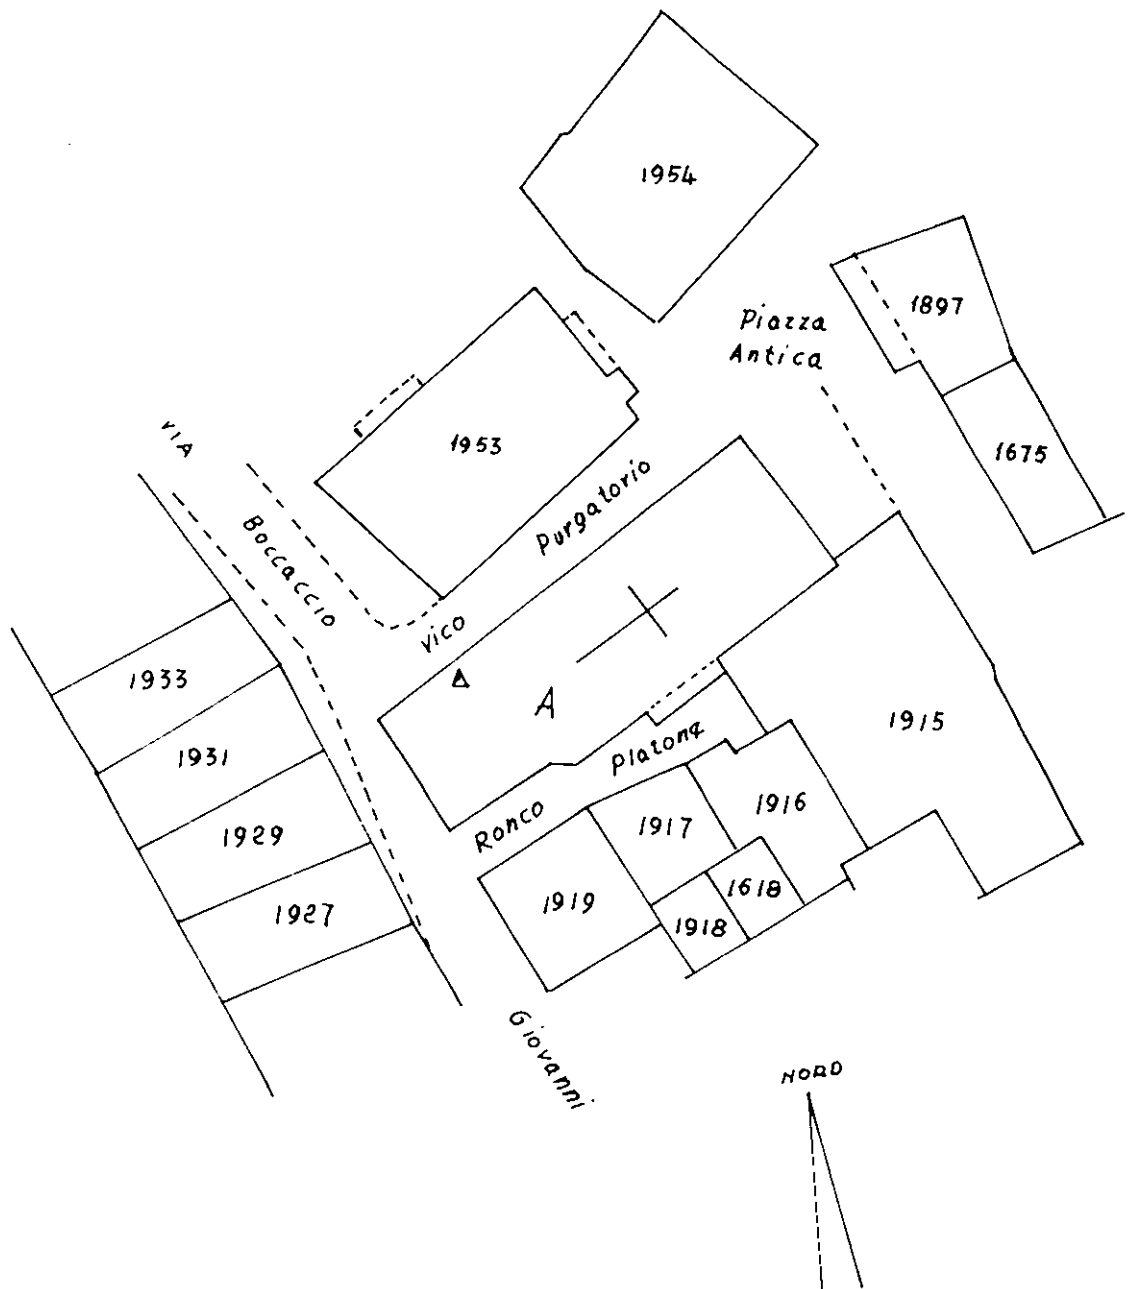 1954
1897
Piazza
Antica
1675
1953
VIA
Boccaccio
Purgatorio
Vico
A
1933
1931
1929
1927
1915
Platone
Ronco
1916
1917
1618
1919
1918
Giovanni
NORD